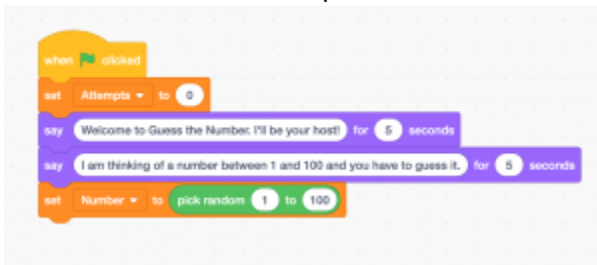 when clicked
set Attempts to 0
say Welcome to Guess the Number. I'll be your host! for 5 seconds
say I am thinking of a number between 1 and 100 and you have to guess it. for 5 seconds
set Number to pick random 1 to 100